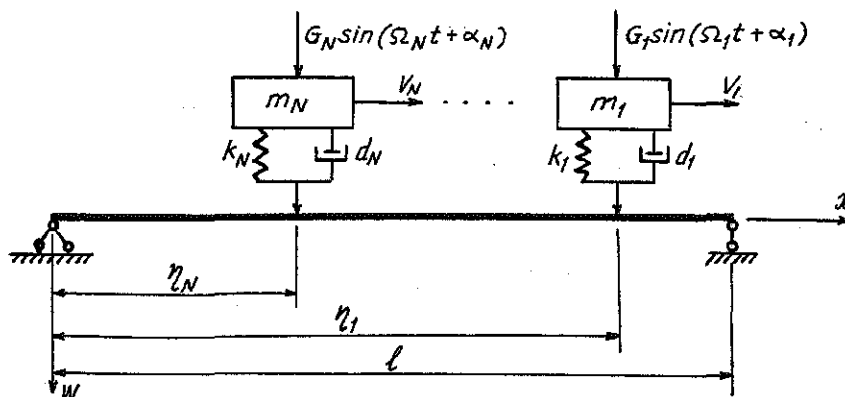 G_N sin(Ω_N t + α_N)
G_1 sin(Ω_1 t + α_1)
m_N
V_N
. . . . .
m_1
V_1
k_N
d_N
k_1
d_1
x
η_N
η_1
l
w